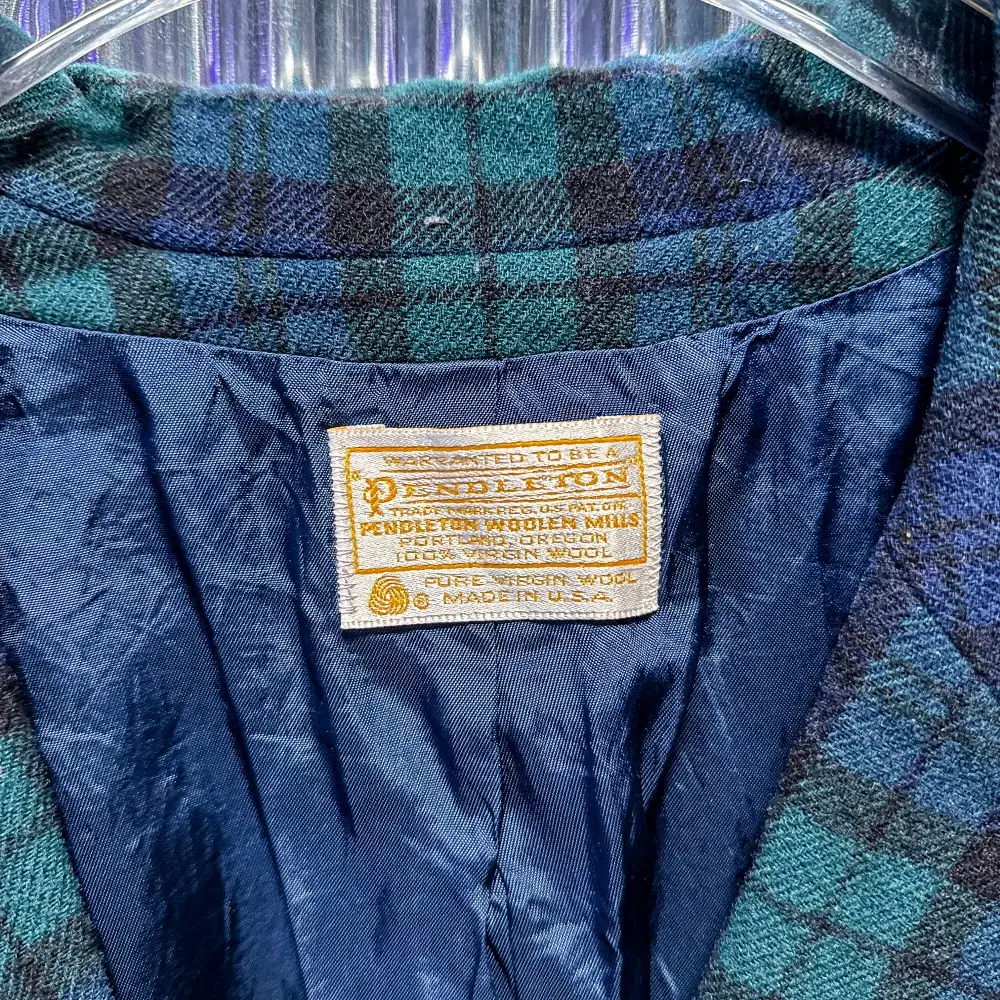 WARRANTED TO BE A
"PENDLETON"
TRADE MARK REG. U.S. PAT. OFF.
PENDLETON WOOLEN MILLS
PORTLAND, OREGON
100% VIRGIN WOOL
PURE VIRGIN WOOL
® MADE IN U.S.A.